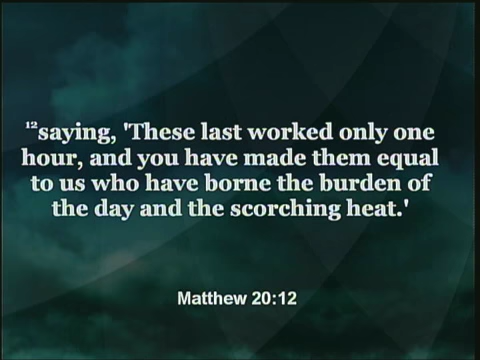 ¹²saying, 'These last worked only one
hour, and you have made them equal
to us who have borne the burden of
the day and the scorching heat.'
Matthew 20:12